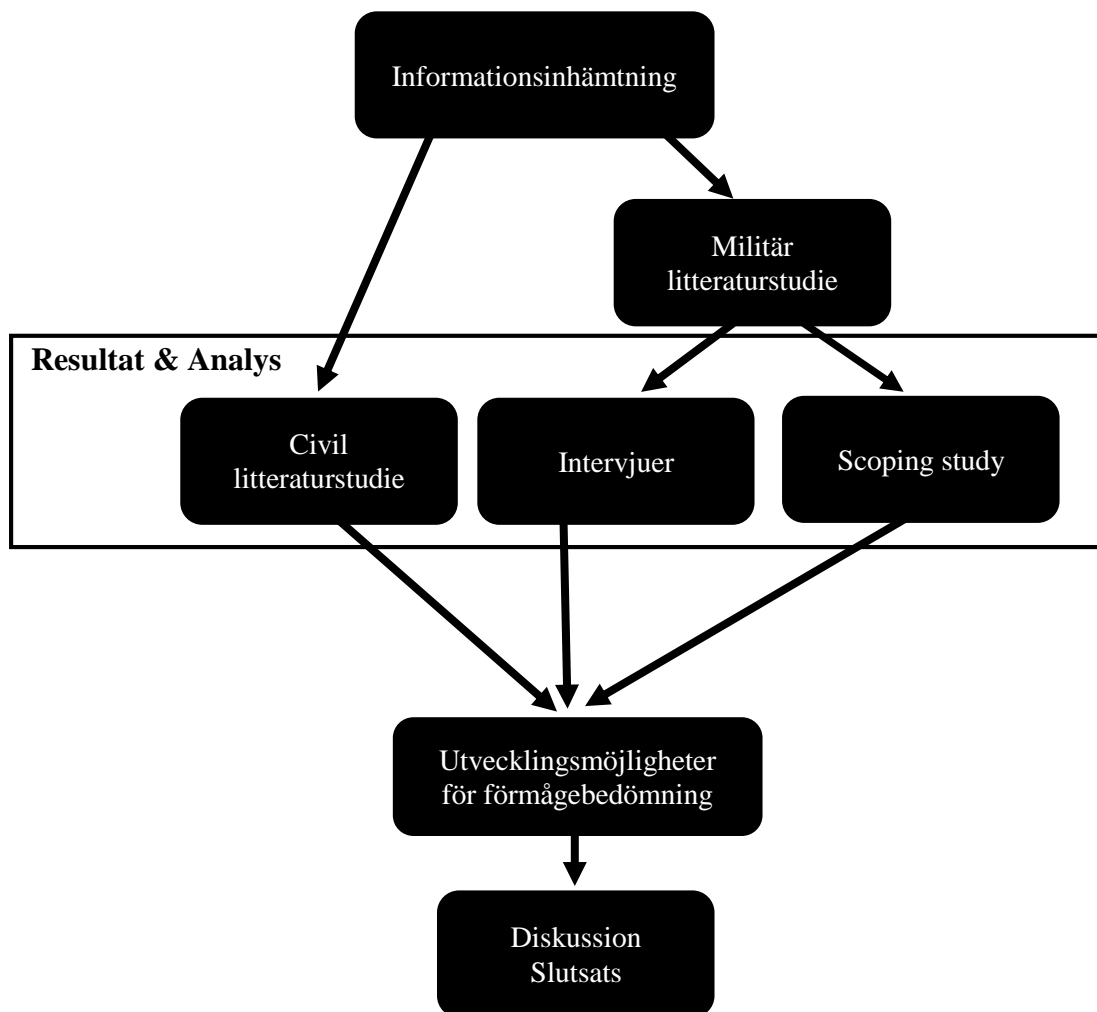 Informationsinhämtning
Militär
litteraturstudie
Resultat & Analys
Civil
litteraturstudie
Intervjuer
Scoping study
Utvecklingsmöjligheter
för förmågebedömning
Diskussion
Slutsats